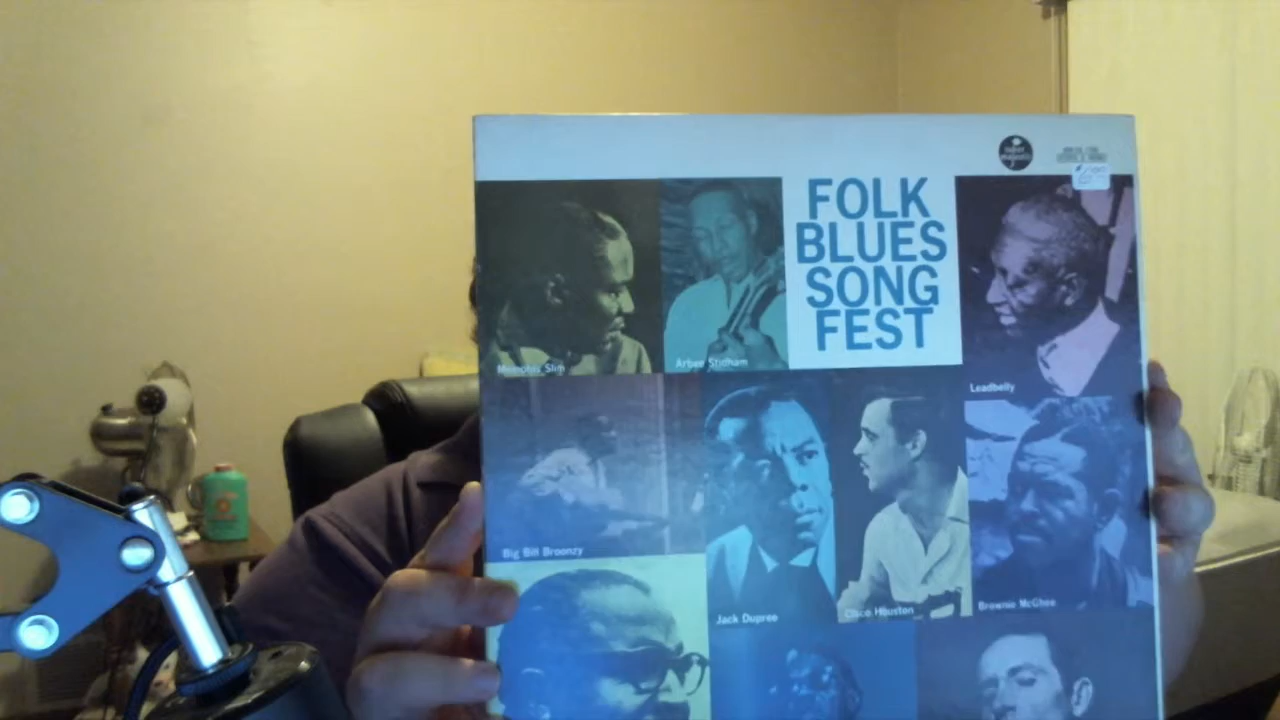 FOLK
BLUES
SONG
FEST
Memphis Slim
Arbee Stidham
Leadbelly
Big Bill Broonzy
Jack Dupree
Cisco Houston
Brownie McGhee